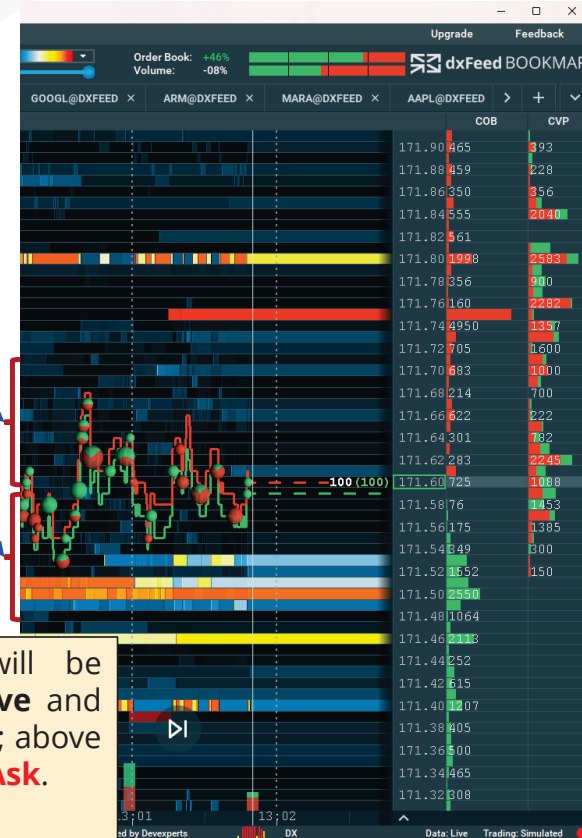 Upgrade Feedback
Order Book: +46%
Volume: -08%
dxFeed BOOKMAP
GOOGL@DXFEED × ARM@DXFEED × MARA@DXFEED × AAPL@DXFEED
COB CVP
171.90 465 393
171.88 459 228
171.86 350 356
171.84 555 2040
171.82 561
171.80 1998 2583
171.78 356 900
171.76 160 2282
171.74 4950 1357
171.72 705 1600
171.70 683 1000
171.68 214 700
171.66 622 222
171.64 301 782
171.62 283 2245
100 (100) 171.60 725 1088
171.58 76 1453
171.56 175 1385
171.54 349 300
171.52 1552 150
171.50 2550
171.48 1064
171.46 2113
171.44 252
171.42 615
171.40 1207
171.38 405
171.36 500
171.34 465
171.32 308
will be
ve and
; above
Ask.
13:01 13:02
ed by Devexperts DX Data: Live Trading: Simulated